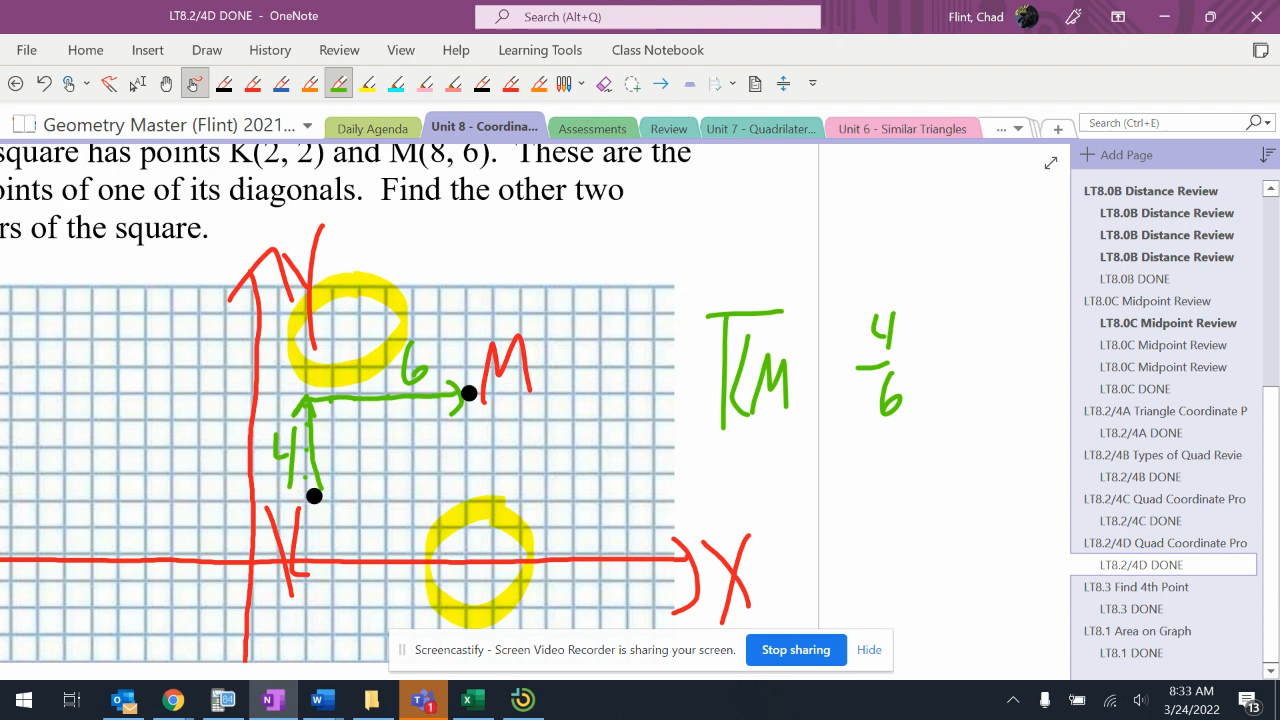 LT8.2/4D DONE - OneNote
Search (Alt+Q)
Flint, Chad
File Home Insert Draw History Review View Help Learning Tools Class Notebook
Geometry Master (Flint) 2021...
Daily Agenda
Unit 8 - Coordina...
Assessments
Review
Unit 7 - Quadrilater...
Unit 6 - Similar Triangles
...
Search (Ctrl+E)
square has points K(2, 2) and M(8, 6). These are the
oints of one of its diagonals. Find the other two
rs of the square.
Y
6
M
4
K
X
KM
4
6
Add Page
LT8.0B Distance Review
LT8.0B Distance Review
LT8.0B Distance Review
LT8.0B Distance Review
LT8.0B DONE
LT8.0C Midpoint Review
LT8.0C Midpoint Review
LT8.0C Midpoint Review
LT8.0C Midpoint Review
LT8.0C DONE
LT8.2/4A Triangle Coordinate P
LT8.2/4A DONE
LT8.2/4B Types of Quad Revie
LT8.2/4B DONE
LT8.2/4C Quad Coordinate Pro
LT8.2/4C DONE
LT8.2/4D Quad Coordinate Pro
LT8.2/4D DONE
LT8.3 Find 4th Point
LT8.3 DONE
LT8.1 Area on Graph
LT8.1 DONE
Screencastify - Screen Video Recorder is sharing your screen.
Stop sharing
Hide
84
1
8:33 AM
3/24/2022
13